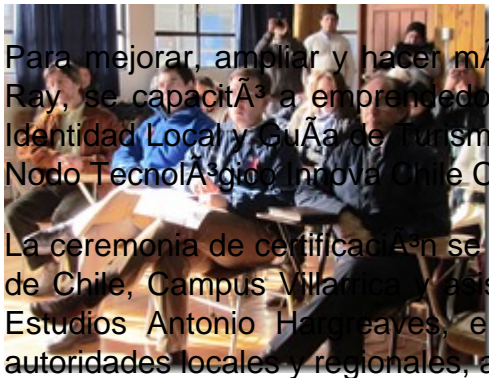 Para mejorar, ampliar y hacer mÃ
Ray, se capacitÃ³ a emprendedo
Identidad Local y GuÃ­a de Turism
Nodo TecnolÃ³gico Innova Chile C
La ceremonia de certificaciÃ³n se
de Chile, Campus Villarrica y asis
Estudios Antonio Hargreaves, e
autoridades locales y regionales, a